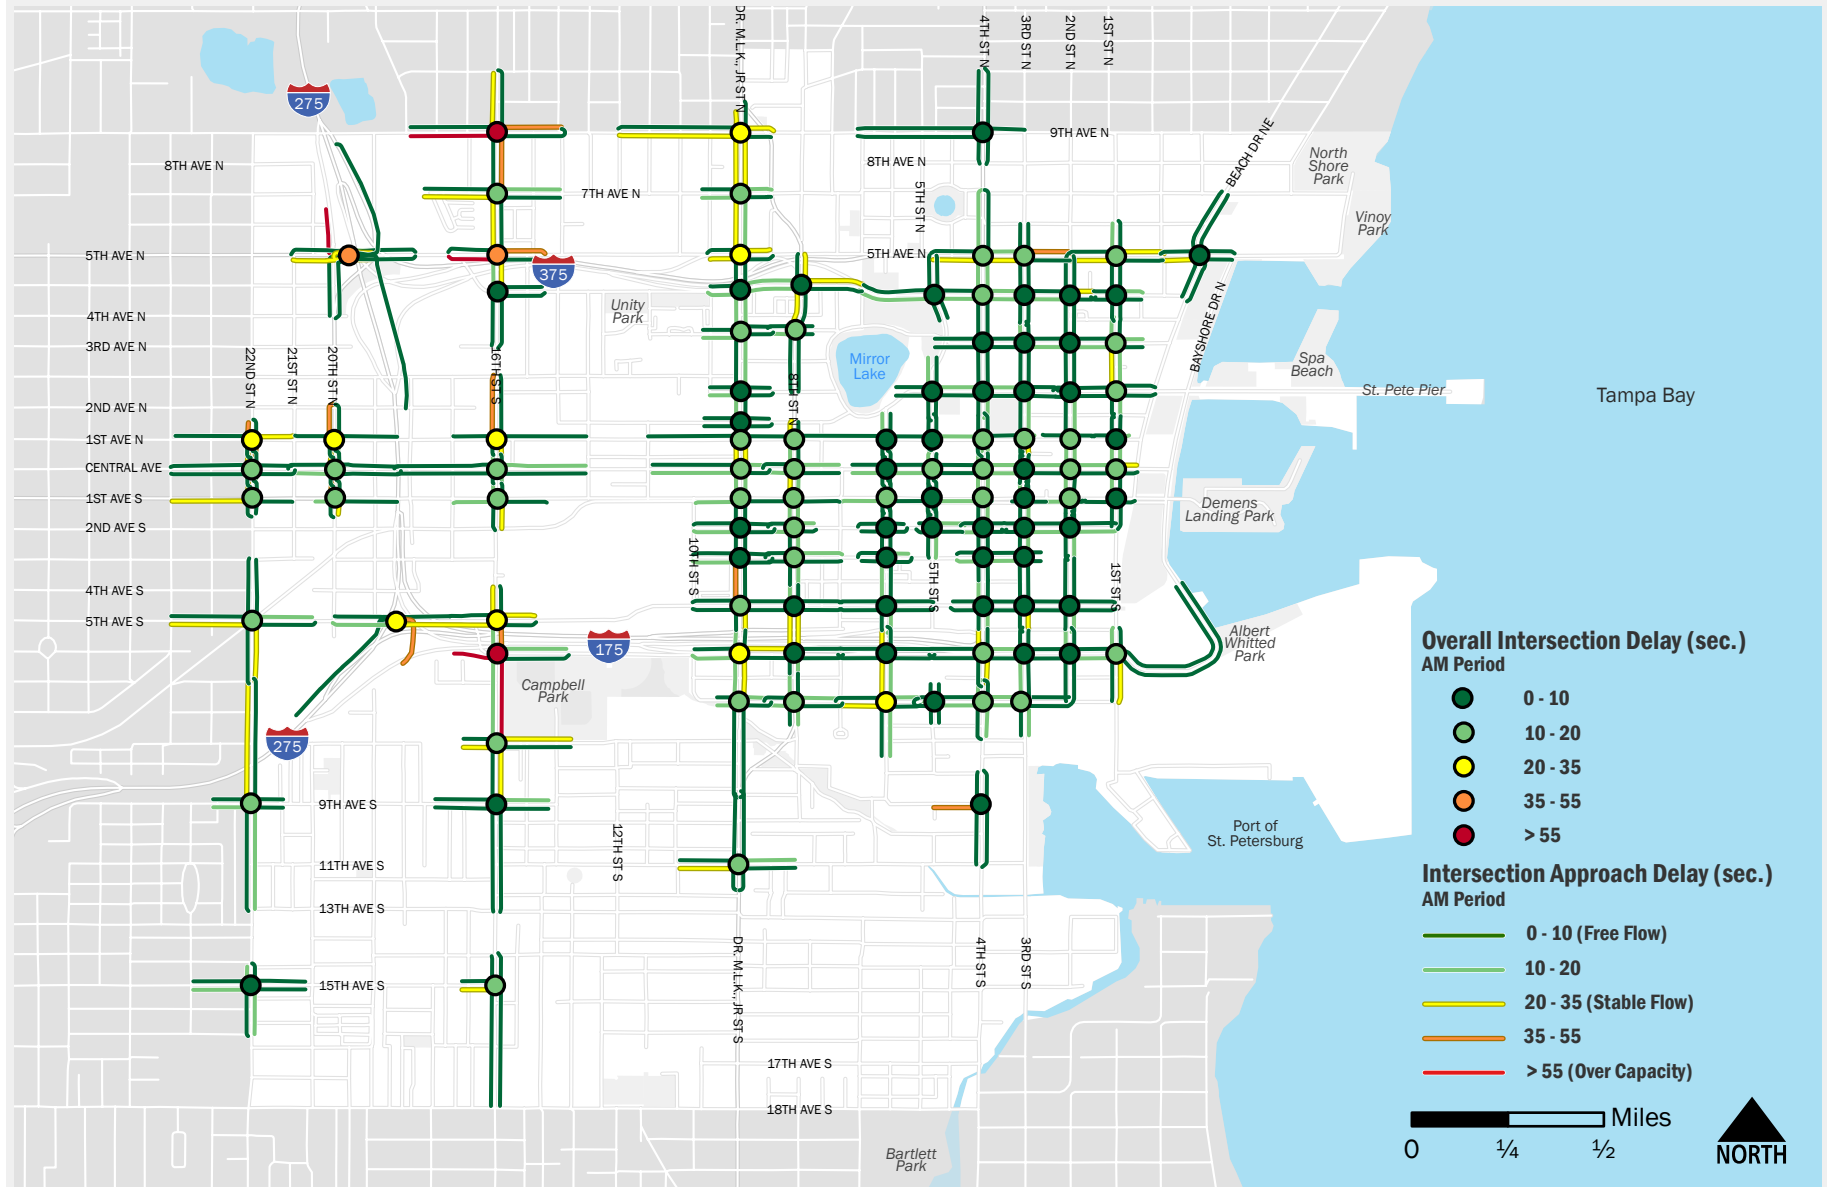 DR. M.L.K., JR ST N
4TH ST N
3RD ST N
2ND ST N
1ST ST N
275
9TH AVE N
BEACH DR NE
8TH AVE N
8TH AVE N
North
Shore
Park
7TH AVE N
5TH ST N
Vinoy
Park
5TH AVE N
5TH AVE N
375
BAYSHORE DR N
Unity
Park
4TH AVE N
3RD AVE N
22ND ST N
21ST ST N
20TH ST N
16TH ST S
8TH ST N
Mirror
Lake
Spa
Beach
St. Pete Pier
Tampa Bay
2ND AVE N
1ST AVE N
CENTRAL AVE
1ST AVE S
Demens
Landing Park
2ND AVE S
10TH ST S
5TH ST S
1ST ST S
4TH AVE S
5TH AVE S
175
Albert
Whitted
Park
Campbell
Park
275
9TH AVE S
12TH ST S
Port of
St. Petersburg
11TH AVE S
13TH AVE S
DR. M.L.K., JR ST S
4TH ST S
3RD ST S
15TH AVE S
17TH AVE S
18TH AVE S
Bartlett
Park
Overall Intersection Delay (sec.)
AM Period
0 - 10
10 - 20
20 - 35
35 - 55
> 55
Intersection Approach Delay (sec.)
AM Period
0 - 10 (Free Flow)
10 - 20
20 - 35 (Stable Flow)
35 - 55
> 55 (Over Capacity)
Miles
0 ¼ ½
NORTH